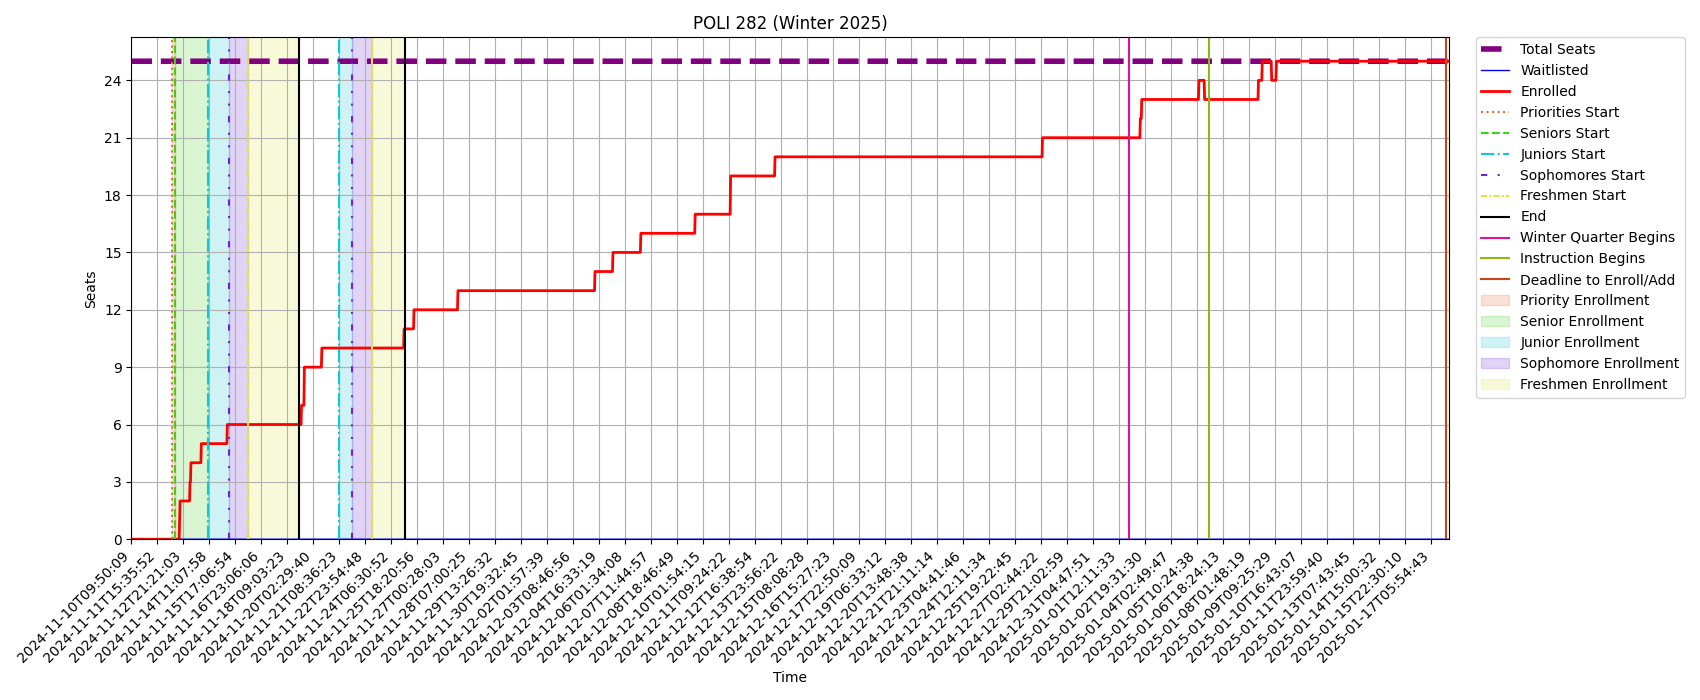 POLI 282 (Winter 2025)
Seats
24
21
18
15
12
9
6
3
0
2024-11-10T09:50:09
2024-11-11T15:35:52
2024-11-12T21:21:03
2024-11-14T11:07:58
2024-11-15T17:06:54
2024-11-16T23:06:06
2024-11-18T09:03:23
2024-11-20T02:29:40
2024-11-21T08:36:23
2024-11-22T23:54:48
2024-11-24T06:30:52
2024-11-25T18:20:56
2024-11-27T00:28:03
2024-11-28T07:00:25
2024-11-29T13:26:32
2024-11-30T19:32:45
2024-12-02T01:57:39
2024-12-03T08:46:56
2024-12-04T16:33:19
2024-12-06T01:34:08
2024-12-07T11:44:57
2024-12-08T18:46:49
2024-12-10T01:54:15
2024-12-11T09:24:22
2024-12-12T16:38:54
2024-12-13T23:56:22
2024-12-15T08:08:28
2024-12-16T15:27:23
2024-12-17T22:50:09
2024-12-19T06:33:12
2024-12-20T13:48:38
2024-12-21T21:11:14
2024-12-23T04:41:46
2024-12-24T12:11:34
2024-12-25T19:22:45
2024-12-27T02:44:22
2024-12-29T21:02:59
2024-12-31T04:47:51
2025-01-01T12:11:33
2025-01-02T19:31:30
2025-01-04T02:49:47
2025-01-05T10:24:38
2025-01-06T18:24:13
2025-01-08T01:48:19
2025-01-09T09:25:29
2025-01-10T16:43:07
2025-01-11T23:59:40
2025-01-13T07:43:45
2025-01-14T15:00:32
2025-01-15T22:30:10
2025-01-17T05:54:43
Time
Total Seats
Waitlisted
Enrolled
Priorities Start
Seniors Start
Juniors Start
Sophomores Start
Freshmen Start
End
Winter Quarter Begins
Instruction Begins
Deadline to Enroll/Add
Priority Enrollment
Senior Enrollment
Junior Enrollment
Sophomore Enrollment
Freshmen Enrollment